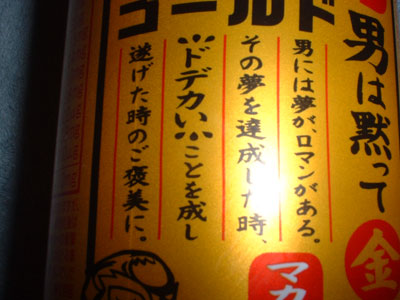 ゴールド
男は黙って
金
男には夢が、ロマンがある。
その夢を達成した時、
ドデカいことを成し
遂げた時のご褒美に。
マカ